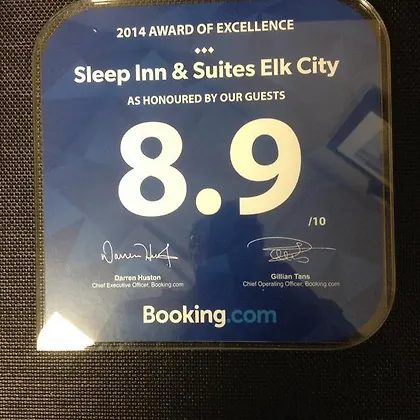 2014 AWARD OF EXCELLENCE
Sleep Inn & Suites Elk City
AS HONOURED BY OUR GUESTS
8.9
/10
Darren Huston
Chief Executive Officer, Booking.com
Gillian Tans
Chief Operating Officer, Booking.com
Booking.com